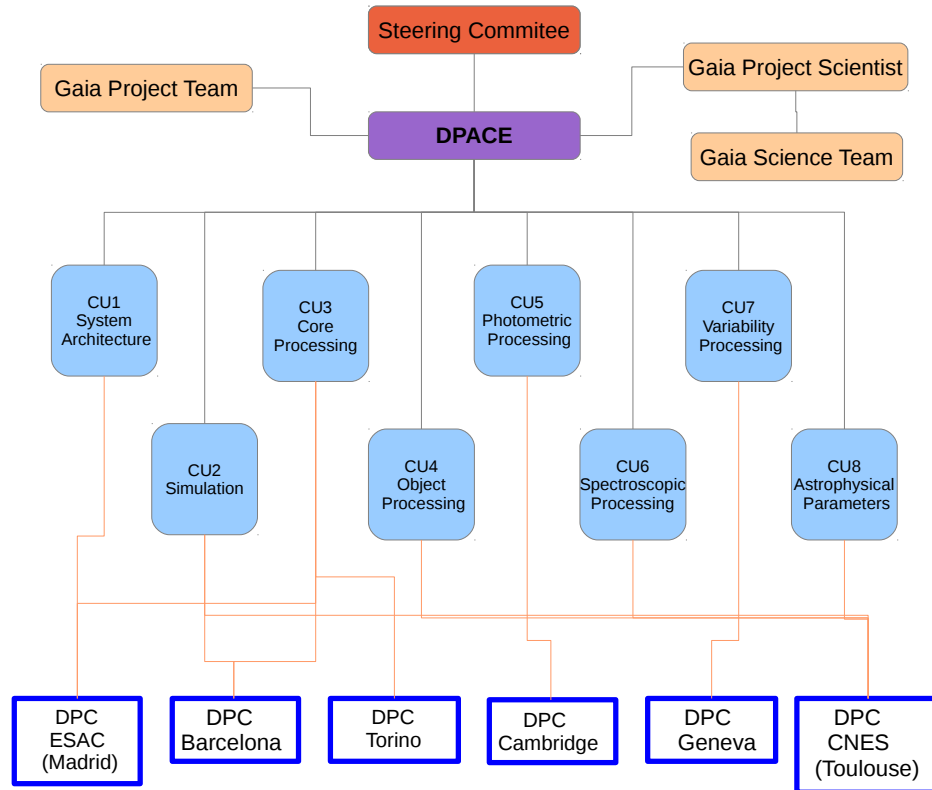 Steering Commitee
Gaia Project Team
Gaia Project Scientist
DPACE
Gaia Science Team
CU1
System
Architecture
CU3
Core
Processing
CU5
Photometric
Processing
CU7
Variability
Processing
CU2
Simulation
CU4
Object
Processing
CU6
Spectroscopic
Processing
CU8
Astrophysical
Parameters
DPC
ESAC
(Madrid)
DPC
Barcelona
DPC
Torino
DPC
Cambridge
DPC
Geneva
DPC
CNES
(Toulouse)